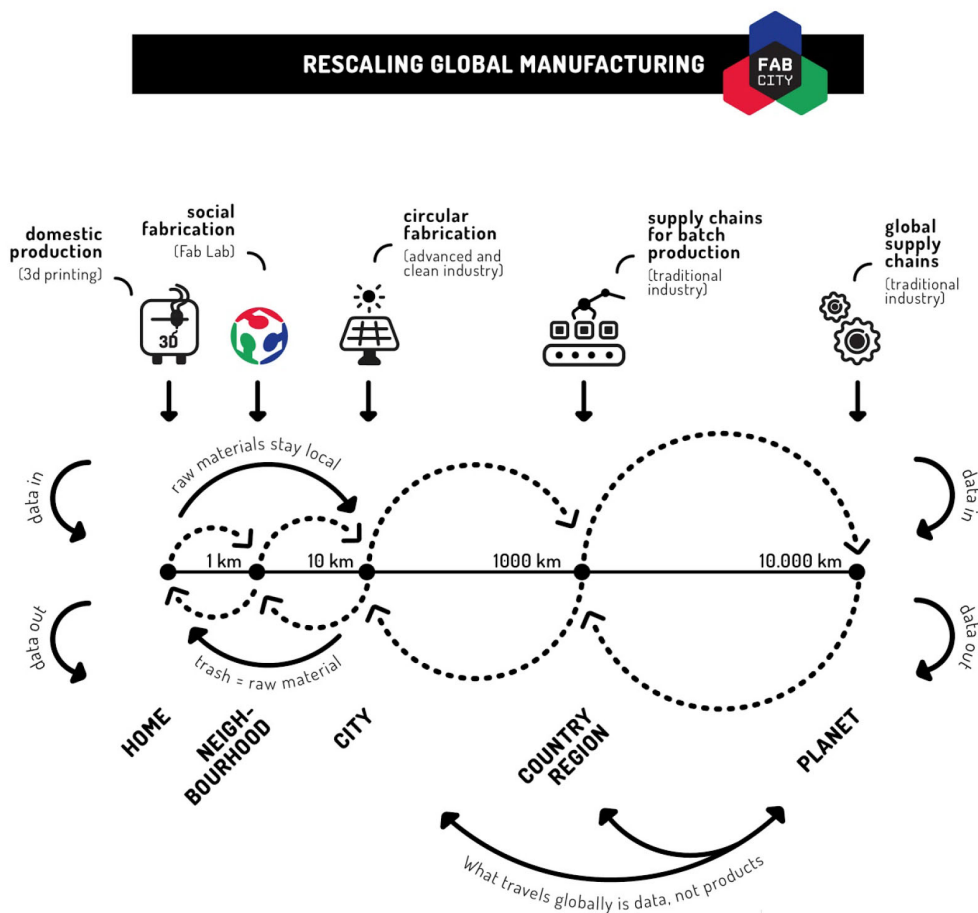 RESCALING GLOBAL MANUFACTURING
FAB
CITY
domestic
production
(3d printing)
social
fabrication
(Fab Lab)
circular
fabrication
(advanced and
clean industry)
supply chains
for batch
production
(traditional
industry)
global
supply
chains
(traditional
industry)
3D
raw materials stay local
data in
data in
1 km
10 km
1000 km
10.000 km
data out
data out
trash = raw material
HOME
NEIGH-
BOURHOOD
CITY
COUNTRY
REGION
PLANET
What travels globally is data, not products